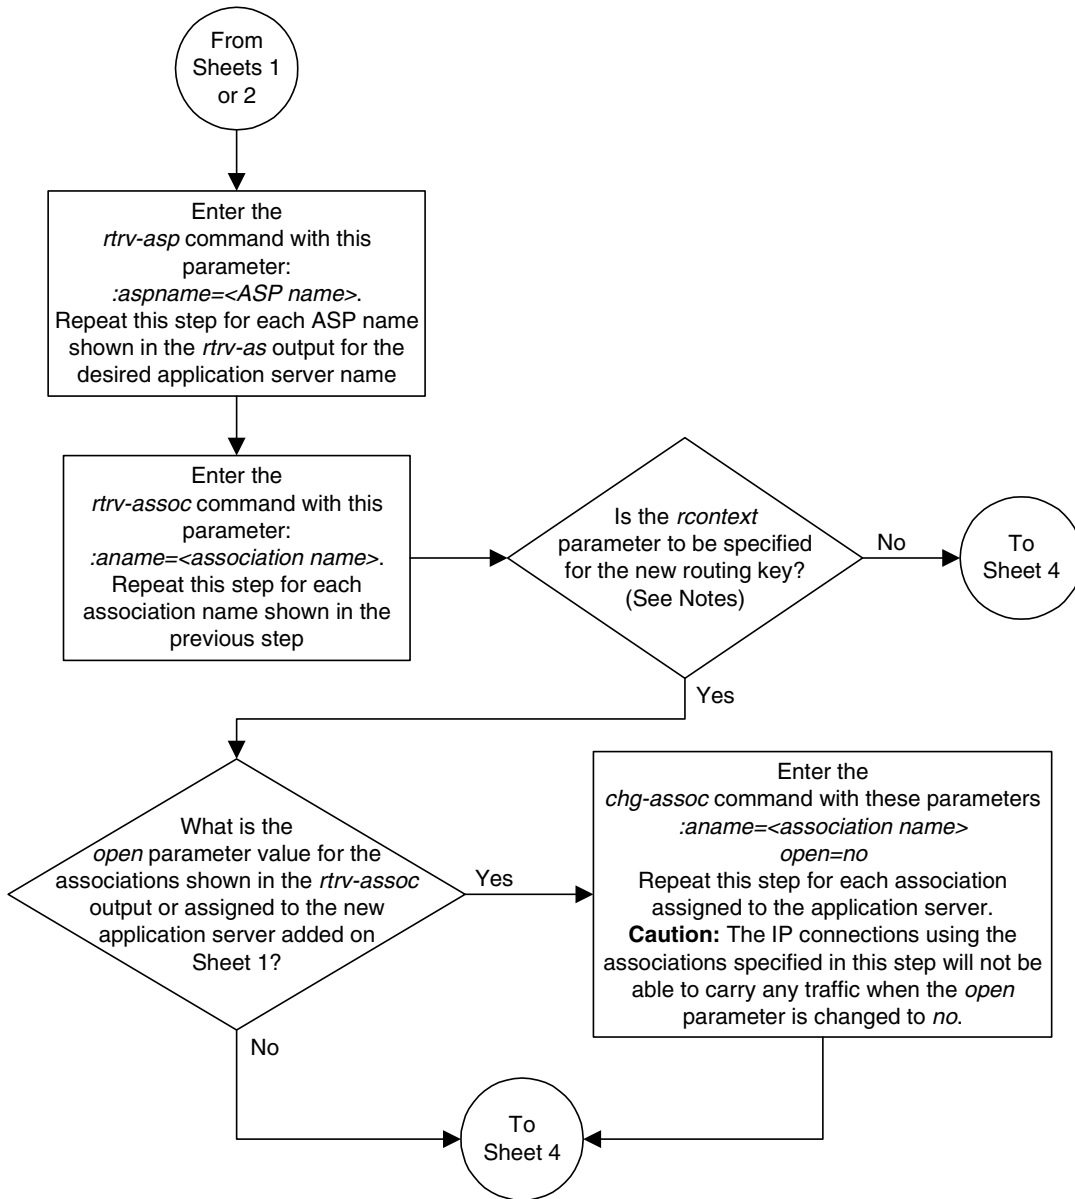 From
Sheets 1
or 2
Enter the
rtrv-asp command with this
parameter:
:aspname=<ASP name>.
Repeat this step for each ASP name
shown in the rtrv-as output for the
desired application server name
Enter the
rtrv-assoc command with this
parameter:
:aname=<association name>.
Repeat this step for each
association name shown in the
previous step
Is the rcontext
parameter to be specified
for the new routing key?
(See Notes)
No
To
Sheet 4
Yes
What is the
open parameter value for the
associations shown in the rtrv-assoc
output or assigned to the new
application server added on
Sheet 1?
Yes
Enter the
chg-assoc command with these parameters
:aname=<association name>
open=no
Repeat this step for each association
assigned to the application server.
Caution: The IP connections using the
associations specified in this step will not be
able to carry any traffic when the open
parameter is changed to no.
No
To
Sheet 4